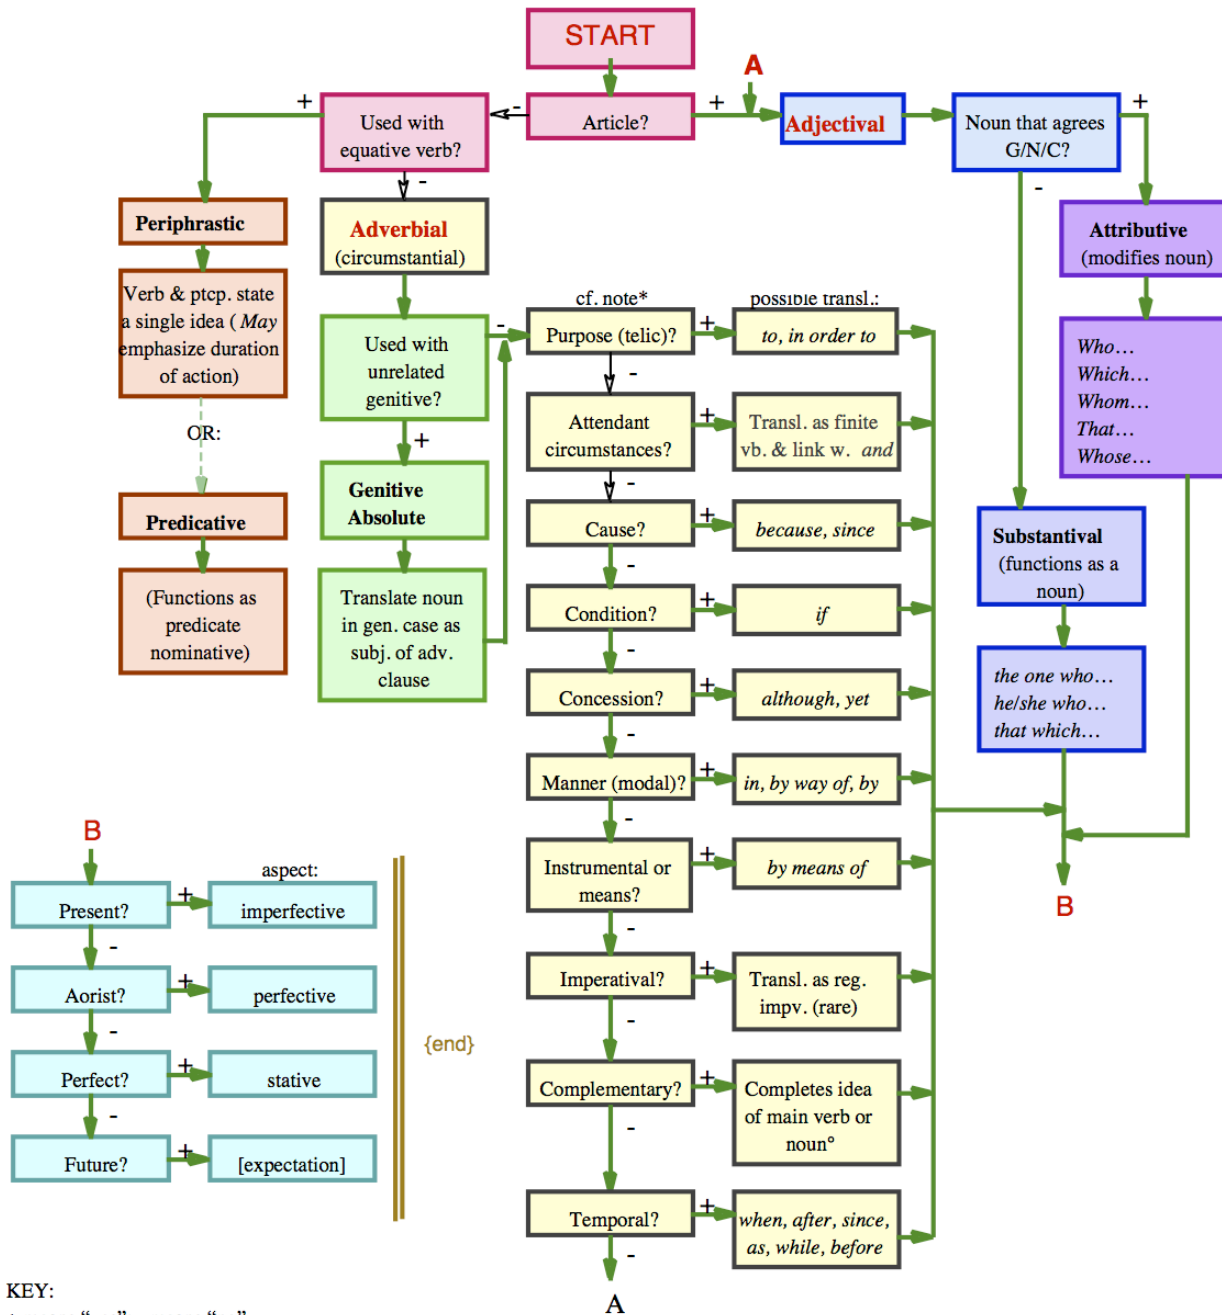 START
A
+
-
+
+
Used with
equative verb?
Article?
Adjectival
Noun that agrees
G/N/C?
-
-
Periphrastic
Adverbial
(circumstantial)
Attributive
(modifies noun)
Verb & ptcp. state
a single idea ( May
emphasize duration
of action)
cf. note*
possible transl.:
Used with
unrelated
genitive?
-
Purpose (telic)?
+
to, in order to
-
Who…
Which…
Whom…
That…
Whose…
OR:
+
Attendant
circumstances?
+
Transl. as finite
vb. & link w. and
-
Predicative
Genitive
Absolute
Cause?
+
because, since
-
Substantival
(functions as a
noun)
(Functions as
predicate
nominative)
Translate noun
in gen. case as
subj. of adv.
clause
Condition?
+
if
-
Concession?
+
although, yet
-
the one who…
he/she who…
that which…
Manner (modal)?
+
in, by way of, by
-
Instrumental or
means?
+
by means of
-
B
Imperatival?
+
Transl. as reg.
impv. (rare)
-
Complementary?
+
Completes idea
of main verb or
noun°
-
Temporal?
+
when, after, since,
as, while, before
-
A
B
aspect:
Present?
+
imperfective
-
Aorist?
+
perfective
-
Perfect?
+
stative
-
Future?
+
[expectation]
{end}
KEY: